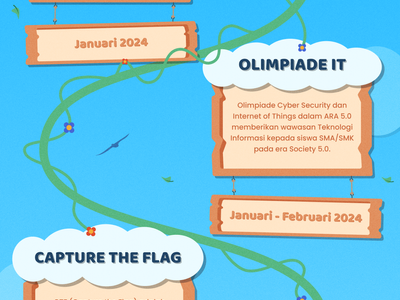 Januari 2024
OLIMPIADE IT
Olimpiade Cyber Security dan
Internet of Things dalam ARA 5.0
memberikan wawasan Teknologi
Informasi kepada siswa SMA/SMK
pada era Society 5.0.
Januari - Februari 2024
CAPTURE THE FLAG